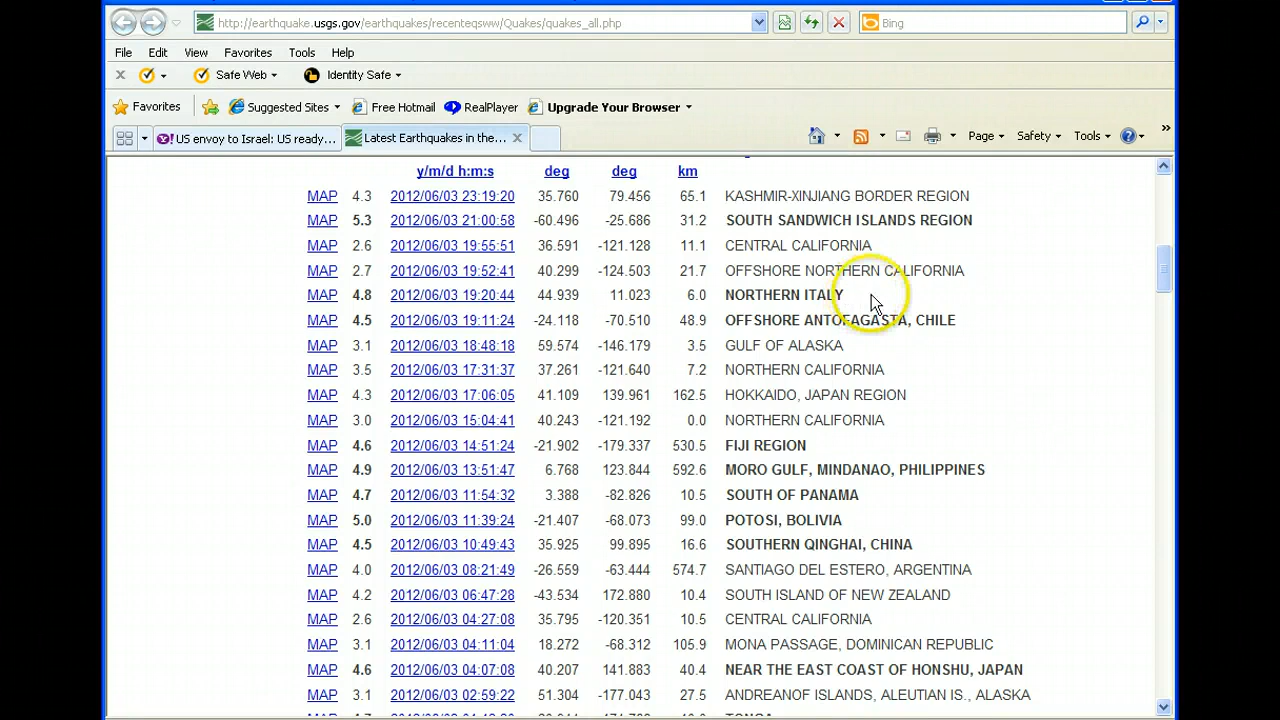 http://earthquake.usgs.gov/earthquakes/recenteqsww/Quakes/quakes_all.php Bing
File Edit View Favorites Tools Help
x Safe Web Identity Safe
Favorites Suggested Sites Free Hotmail RealPlayer Upgrade Your Browser
US envoy to Israel: US ready... Latest Earthquakes in the... Page Safety Tools
y/m/d h:m:s deg deg km
MAP 4.3 2012/06/03 23:19:20 35.760 79.456 65.1 KASHMIR-XINJIANG BORDER REGION
MAP 5.3 2012/06/03 21:00:58 -60.496 -25.686 31.2 SOUTH SANDWICH ISLANDS REGION
MAP 2.6 2012/06/03 19:55:51 36.591 -121.128 11.1 CENTRAL CALIFORNIA
MAP 2.7 2012/06/03 19:52:41 40.299 -124.503 21.7 OFFSHORE NORTHERN CALIFORNIA
MAP 4.8 2012/06/03 19:20:44 44.939 11.023 6.0 NORTHERN ITALY
MAP 4.5 2012/06/03 19:11:24 -24.118 -70.510 48.9 OFFSHORE ANTOFAGASTA, CHILE
MAP 3.1 2012/06/03 18:48:18 59.574 -146.179 3.5 GULF OF ALASKA
MAP 3.5 2012/06/03 17:31:37 37.261 -121.640 7.2 NORTHERN CALIFORNIA
MAP 4.3 2012/06/03 17:06:05 41.109 139.961 162.5 HOKKAIDO, JAPAN REGION
MAP 3.0 2012/06/03 15:04:41 40.243 -121.192 0.0 NORTHERN CALIFORNIA
MAP 4.6 2012/06/03 14:51:24 -21.902 -179.337 530.5 FIJI REGION
MAP 4.9 2012/06/03 13:51:47 6.768 123.844 592.6 MORO GULF, MINDANAO, PHILIPPINES
MAP 4.7 2012/06/03 11:54:32 3.388 -82.826 10.5 SOUTH OF PANAMA
MAP 5.0 2012/06/03 11:39:24 -21.407 -68.073 99.0 POTOSI, BOLIVIA
MAP 4.5 2012/06/03 10:49:43 35.925 99.895 16.6 SOUTHERN QINGHAI, CHINA
MAP 4.0 2012/06/03 08:21:49 -26.559 -63.444 574.7 SANTIAGO DEL ESTERO, ARGENTINA
MAP 4.2 2012/06/03 06:47:28 -43.534 172.880 10.4 SOUTH ISLAND OF NEW ZEALAND
MAP 2.6 2012/06/03 04:27:08 35.795 -120.351 10.5 CENTRAL CALIFORNIA
MAP 3.1 2012/06/03 04:11:04 18.272 -68.312 105.9 MONA PASSAGE, DOMINICAN REPUBLIC
MAP 4.6 2012/06/03 04:07:08 40.207 141.883 40.4 NEAR THE EAST COAST OF HONSHU, JAPAN
MAP 3.1 2012/06/03 02:59:22 51.304 -177.043 27.5 ANDREANOF ISLANDS, ALEUTIAN IS., ALASKA